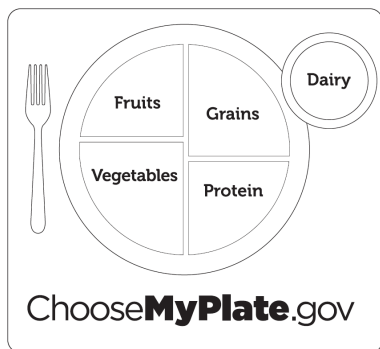 Dairy
Fruits
Grains
Vegetables
Protein
ChooseMyPlate.gov